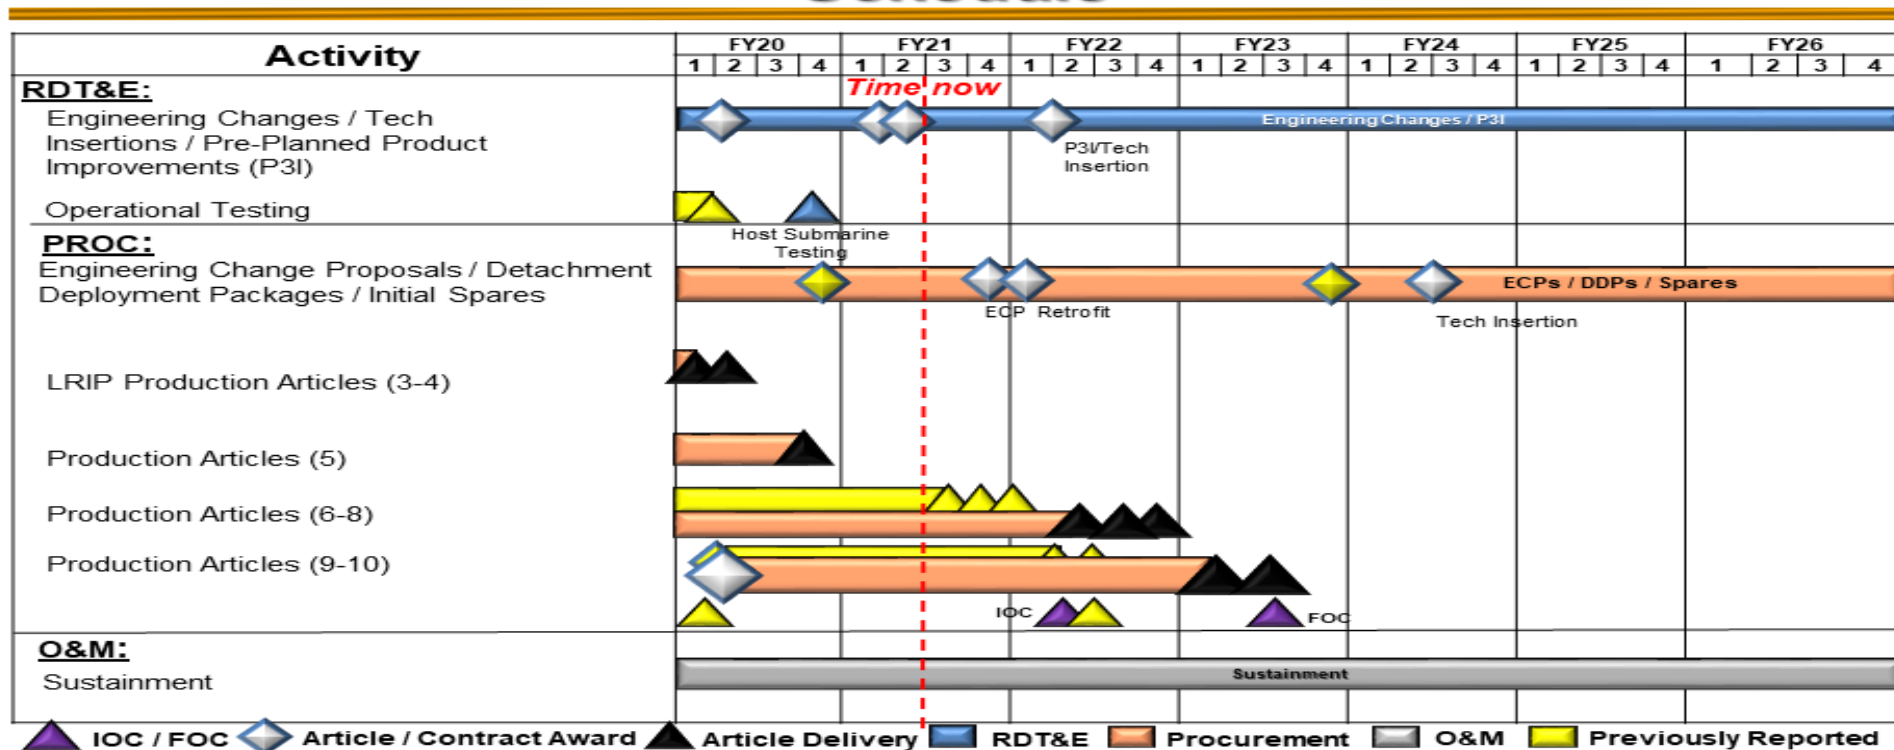 Activity
FY20 FY21 FY22 FY23 FY24 FY25 FY26
1 2 3 4 1 2 3 4 1 2 3 4 1 2 3 4 1 2 3 4 1 2 3 4 1 2 3 4
RDT&E:
Time now
Engineering Changes / Tech
Insertions / Pre-Planned Product
Improvements (P3I)
Engineering Changes / P3I
P3I/Tech
Insertion
Operational Testing
Host Submarine
Testing
PROC:
Engineering Change Proposals / Detachment
Deployment Packages / Initial Spares
ECPs / DDPs / Spares
ECP Retrofit
Tech Insertion
LRIP Production Articles (3-4)
Production Articles (5)
Production Articles (6-8)
Production Articles (9-10)
IOC
FOC
O&M:
Sustainment
Sustainment
IOC / FOC Article / Contract Award Article Delivery RDT&E Procurement O&M Previously Reported